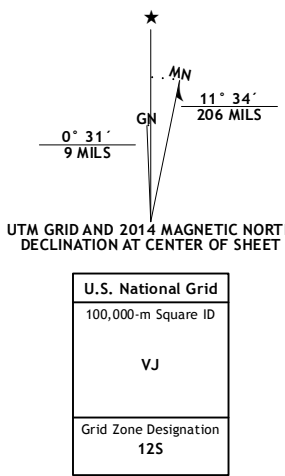 MN
GN
11° 34´
206 MILS
0° 31´
9 MILS
UTM GRID AND 2014 MAGNETIC NORT
DECLINATION AT CENTER OF SHEET
U.S. National Grid
100,000-m Square ID
VJ
Grid Zone Designation
12S